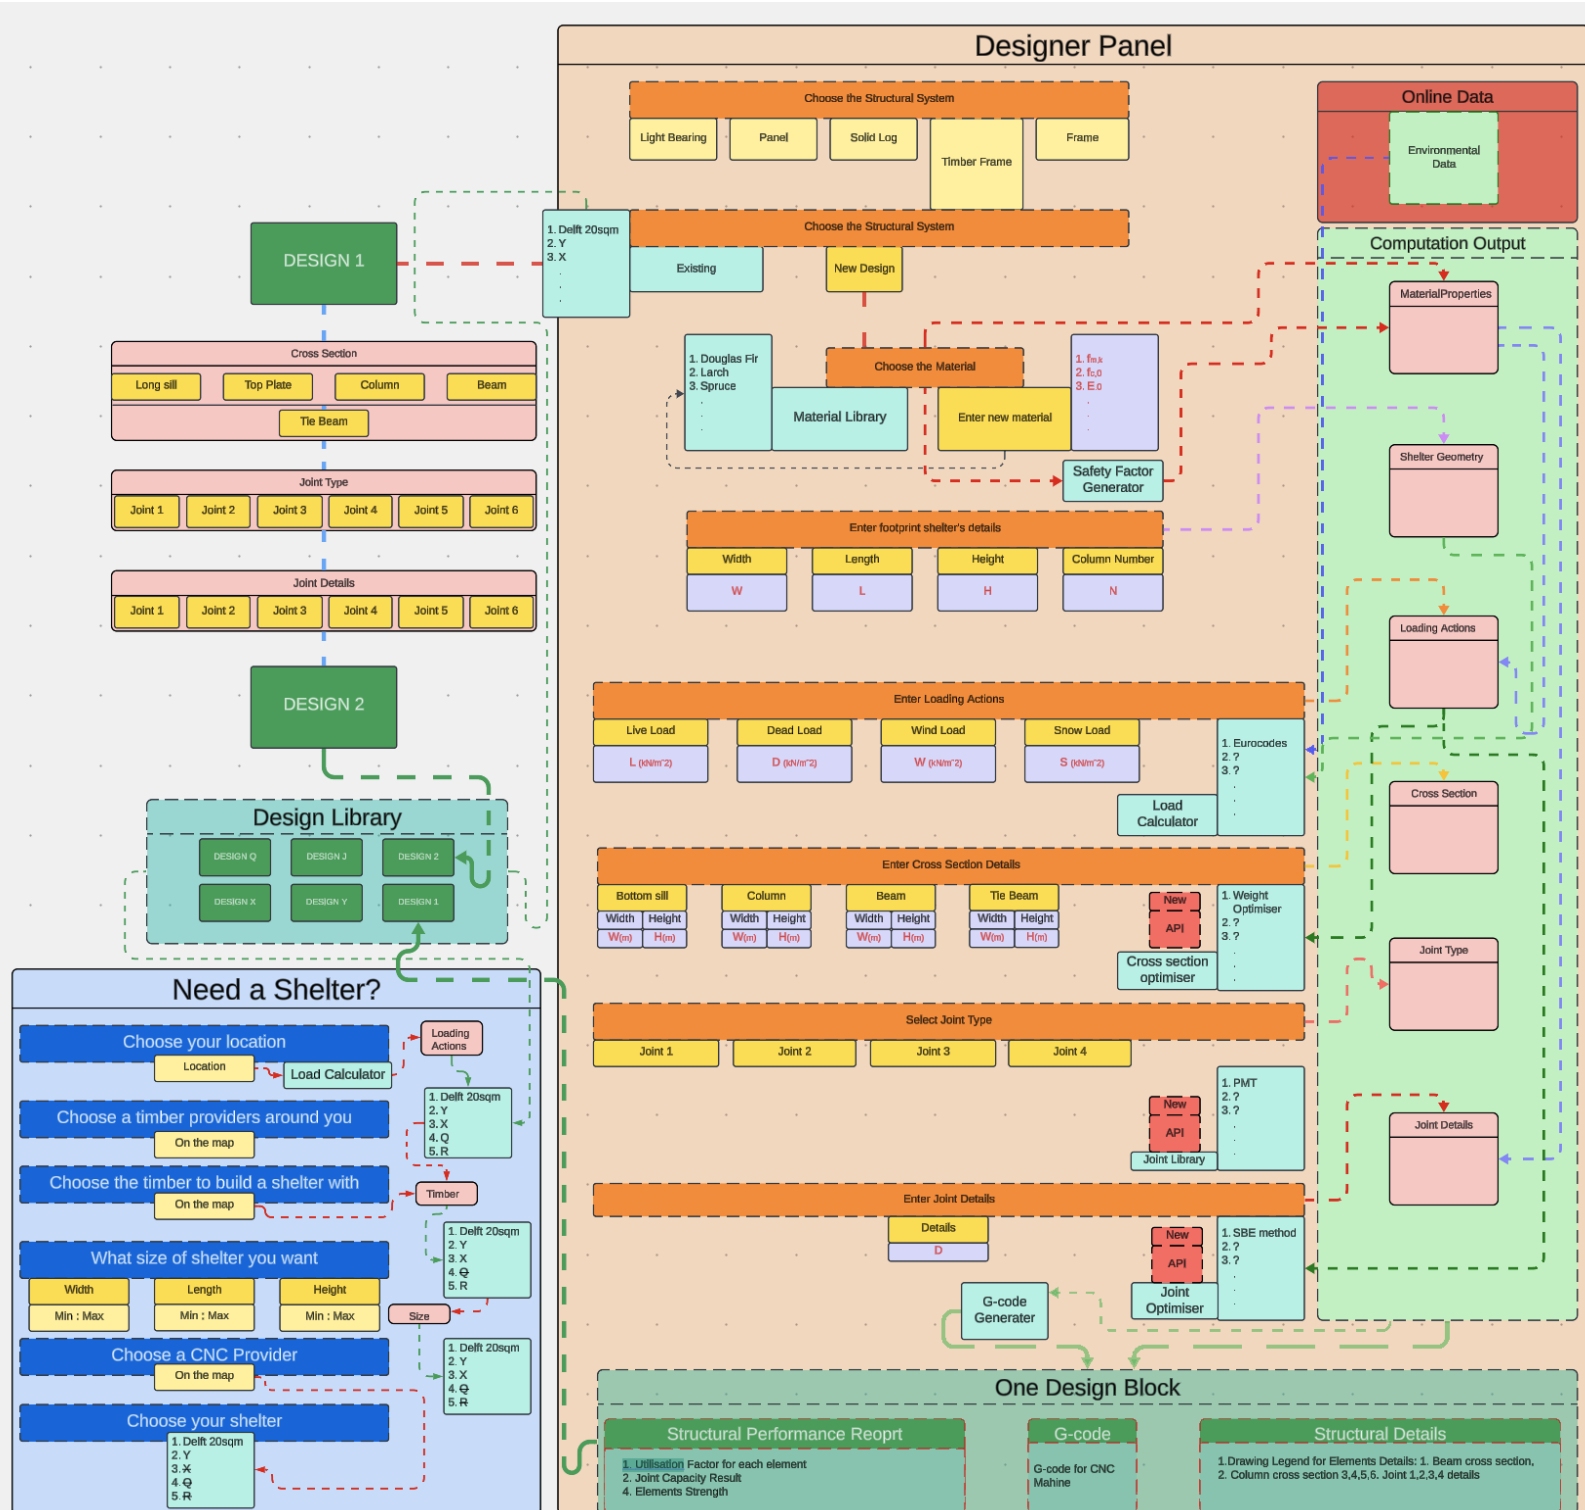 Designer Panel
Choose the Structural System
Light Bearing
Panel
Solid Log
Timber Frame
Frame
Online Data
Environmental
Data
Choose the Structural System
1. Delft 20sqm
2. Y
3. X
.
.
.
Existing
New Design
DESIGN 1
Computation Output
MaterialProperties
Cross Section
Long sill
Top Plate
Column
Beam
Tie Beam
1. Douglas Fir
2. Larch
3. Spruce
.
.
.
Choose the Material
Material Library
Enter new material
1. fm,k
2. fc,0
3. E 0
.
.
.
Safety Factor
Generator
Shelter Geometry
Joint Type
Joint 1
Joint 2
Joint 3
Joint 4
Joint 5
Joint 6
Enter footprint shelter's details
Width
Length
Height
Column Number
W
L
H
N
Joint Details
Joint 1
Joint 2
Joint 3
Joint 4
Joint 5
Joint 6
Loading Actions
DESIGN 2
Enter Loading Actions
Live Load
Dead Load
Wind Load
Snow Load
L (kN/m^2)
D (kN/m^2)
W (kN/m^2)
S (kN/m^2)
1. Eurocodes
2. ?
3. ?
.
.
.
Load
Calculator
Cross Section
Design Library
DESIGN Q
DESIGN J
DESIGN 2
DESIGN X
DESIGN Y
DESIGN 1
Enter Cross Section Details
Bottom sill
Column
Beam
Tie Beam
Width
Height
Width
Height
Width
Height
Width
Height
W(m)
H(m)
W(m)
H(m)
W(m)
H(m)
W(m)
H(m)
New
API
1. Weight
Optimiser
2. ?
3. ?
.
.
.
Cross section
optimiser
Joint Type
Need a Shelter?
Choose your location
Location
Load Calculator
Loading
Actions
Select Joint Type
Joint 1
Joint 2
Joint 3
Joint 4
Choose a timber providers around you
On the map
1. Delft 20sqm
2. Y
3. X
4. Q
5. R
New
API
1. PMT
2. ?
3. ?
.
.
.
Joint Library
Joint Details
Choose the timber to build a shelter with
On the map
Timber
Enter Joint Details
Details
D
New
API
1. SBE method
2. ?
3. ?
.
.
.
Joint
Optimiser
1. Delft 20sqm
2. Y
3. X
4. Q
5. R
What size of shelter you want
Width
Length
Height
Min : Max
Min : Max
Min : Max
Size
G-code
Generater
Choose a CNC Provider
On the map
1. Delft 20sqm
2. Y
3. X
4. Q
5. R
Choose your shelter
1. Delft 20sqm
2. Y
3. X
4. Q
5. R
One Design Block
Structural Performance Reoprt
1. Utilisation Factor for each element
2. Joint Capacity Result
4. Elements Strength
G-code
G-code for CNC
Mahine
Structural Details
1.Drawing Legend for Elements Details: 1. Beam cross section,
2. Column cross section 3,4,5,6. Joint 1,2,3,4 details